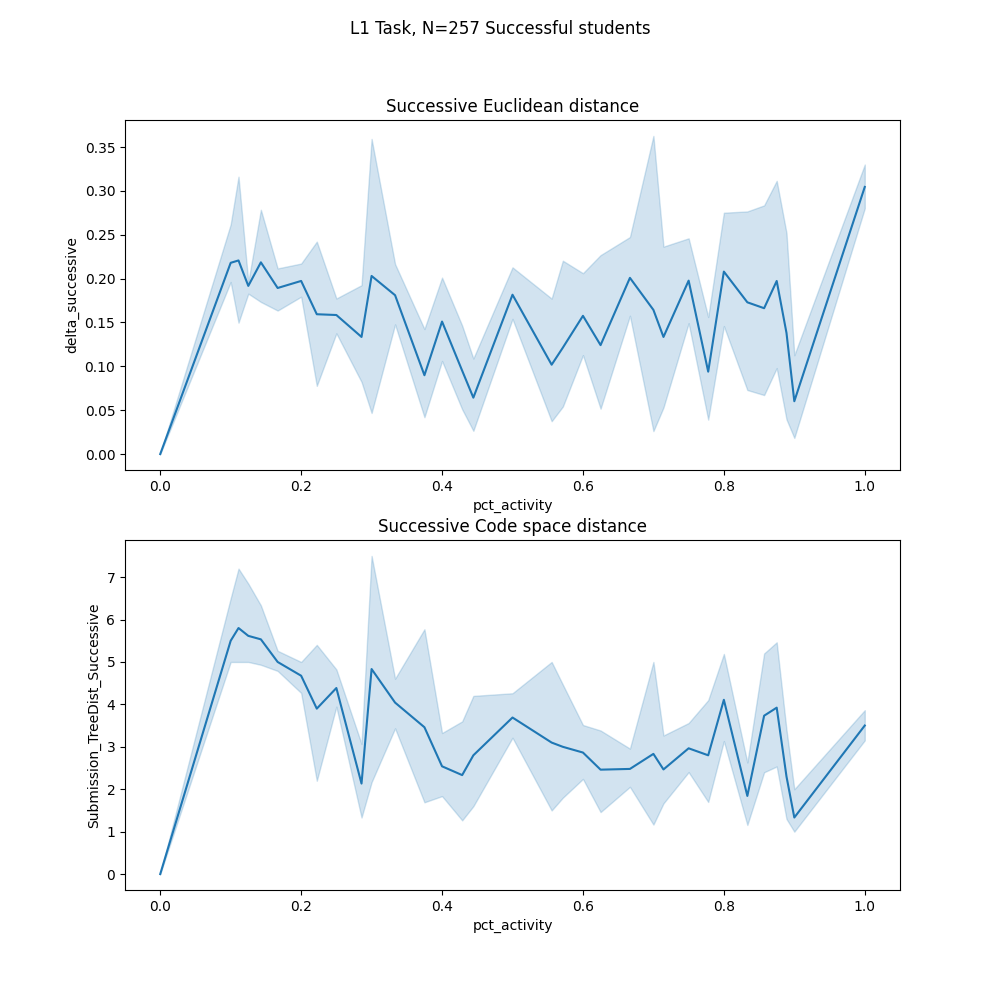 L1 Task, N=257 Successful students
Successive Euclidean distance
0.35
0.30
0.25
0.20
0.15
0.10
0.05
0.00
delta_successive
0.0 0.2 0.4 0.6 0.8 1.0
pct_activity
Successive Code space distance
7
6
5
4
3
2
1
0
Submission_TreeDist_Successive
0.0 0.2 0.4 0.6 0.8 1.0
pct_activity